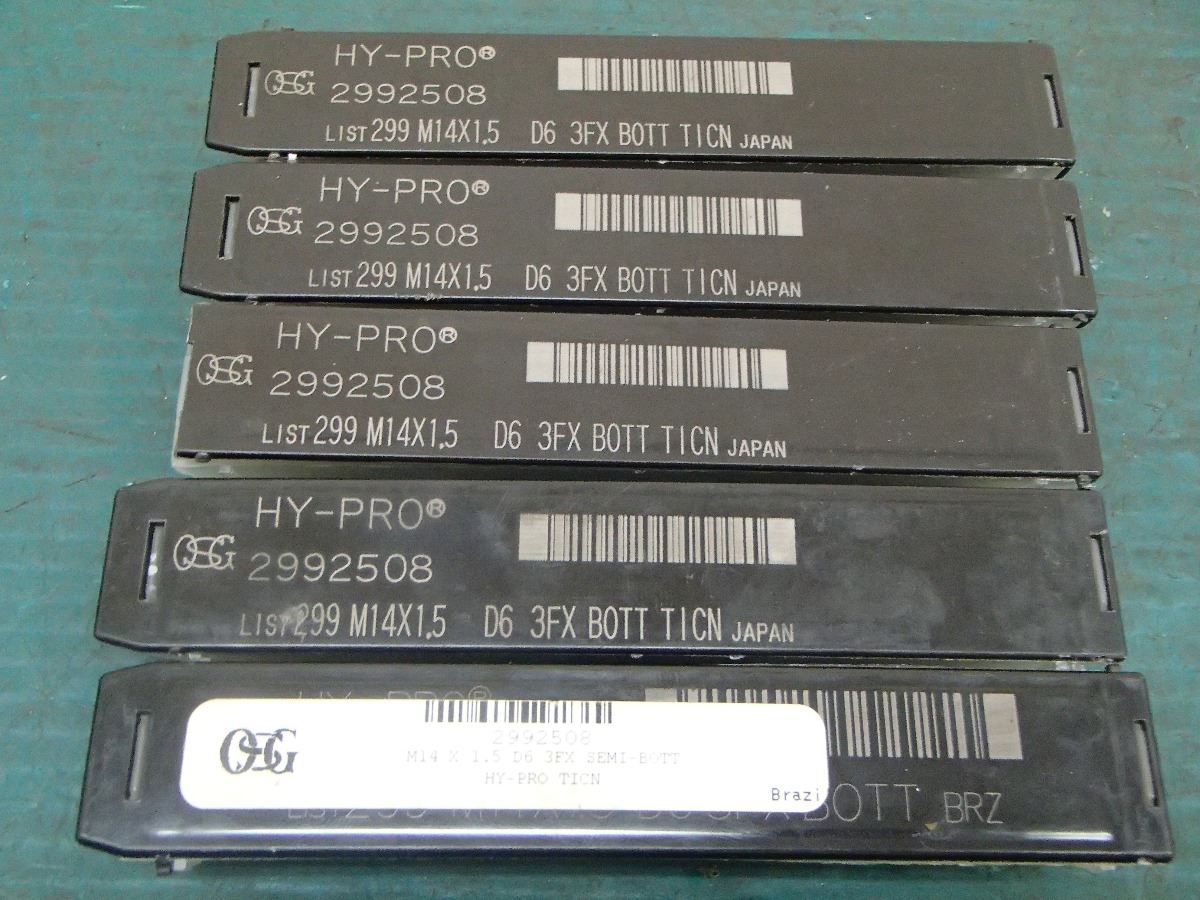 HY-PRO®
OSG
2992508
LIST 299 M14X1.5 D6 3FX BOTT TICN JAPAN
HY-PRO®
OSG
2992508
LIST 299 M14X1.5 D6 3FX BOTT TICN JAPAN
HY-PRO®
OSG
2992508
LIST 299 M14X1.5 D6 3FX BOTT TICN JAPAN
HY-PRO®
OSG
2992508
LIST 299 M14X1.5 D6 3FX BOTT TICN JAPAN
HY-PRO®
OSG
2992508
M14 X 1.5 D6 3FX SEMI-BOTT
HY-PRO TICN
Brazi
BOTT BRZ